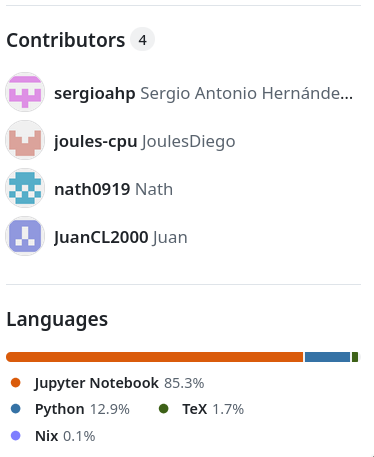 Contributors 4
sergioahp Sergio Antonio Hernánde...
joules-cpu JoulesDiego
nath0919 Nath
JuanCL2000 Juan
Languages
Jupyter Notebook 85.3%
Python 12.9% TeX 1.7%
Nix 0.1%